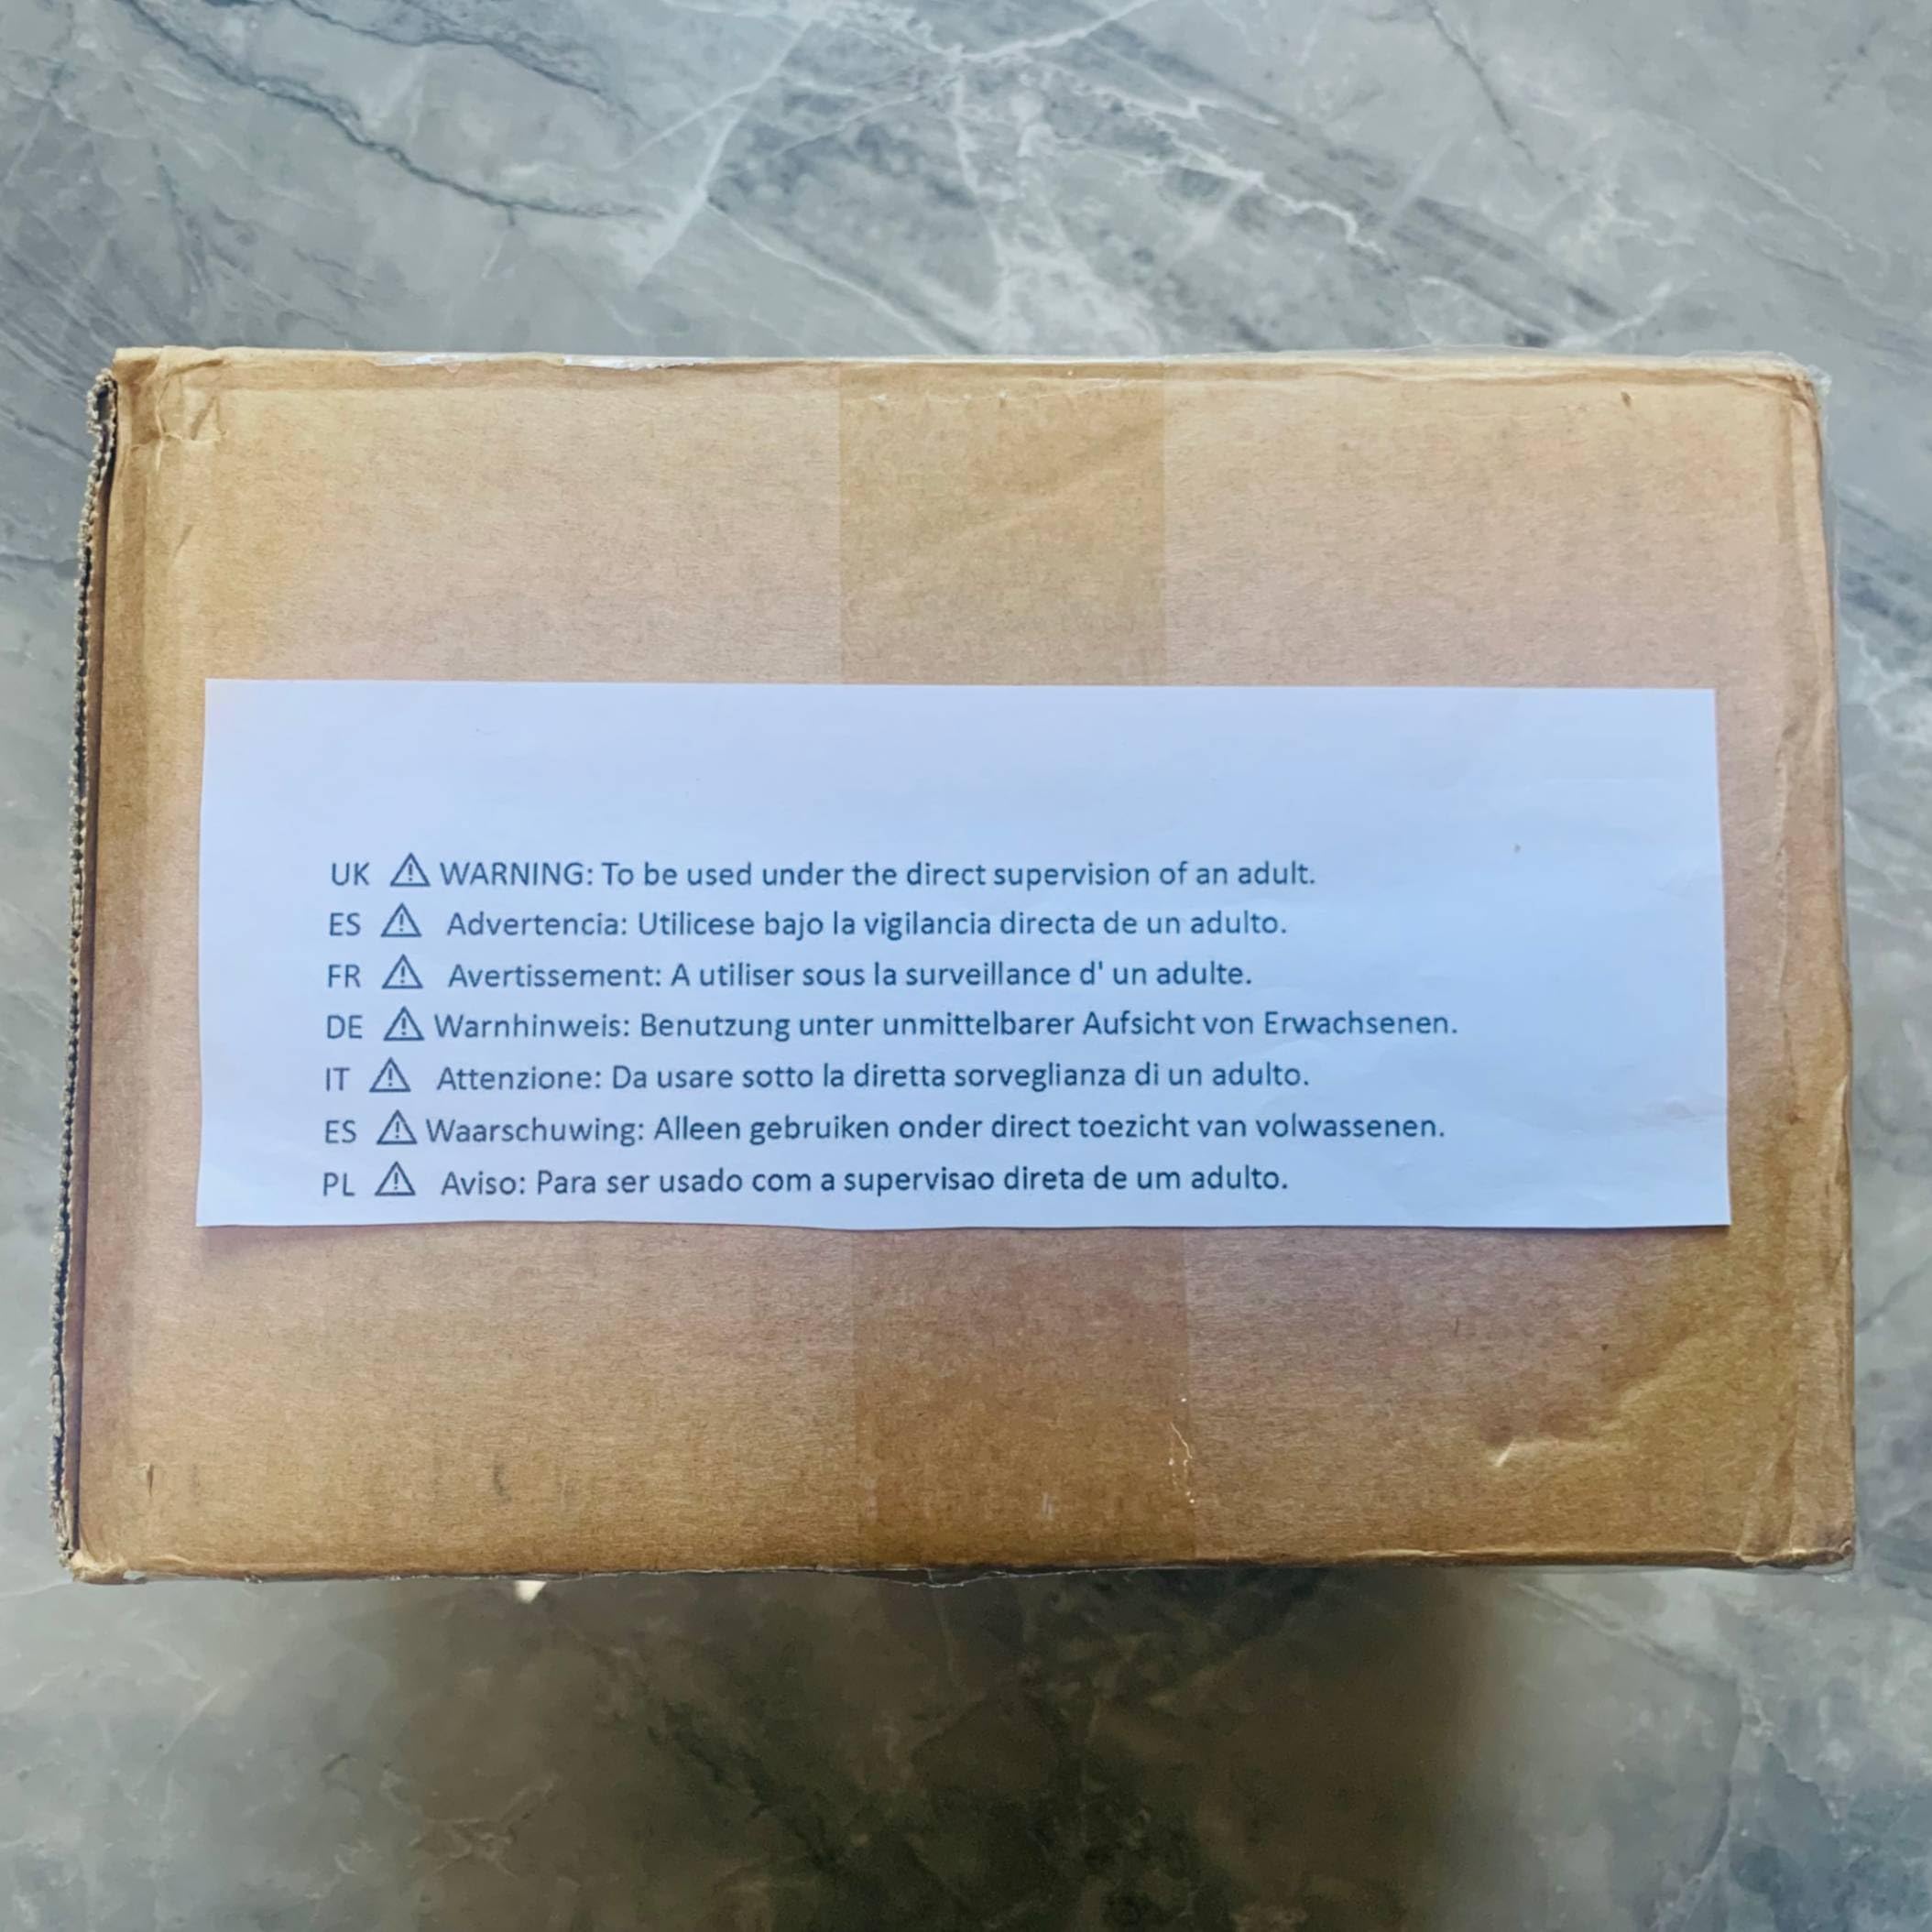 UK ⚠ WARNING: To be used under the direct supervision of an adult.
ES ⚠ Advertencia: Utilicese bajo la vigilancia directa de un adulto.
FR ⚠ Avertissement: A utiliser sous la surveillance d' un adulte.
DE ⚠ Warnhinweis: Benutzung unter unmittelbarer Aufsicht von Erwachsenen.
IT ⚠ Attenzione: Da usare sotto la diretta sorveglianza di un adulto.
ES ⚠ Waarschuwing: Alleen gebruiken onder direct toezicht van volwassenen.
PL ⚠ Aviso: Para ser usado com a supervisao direta de um adulto.